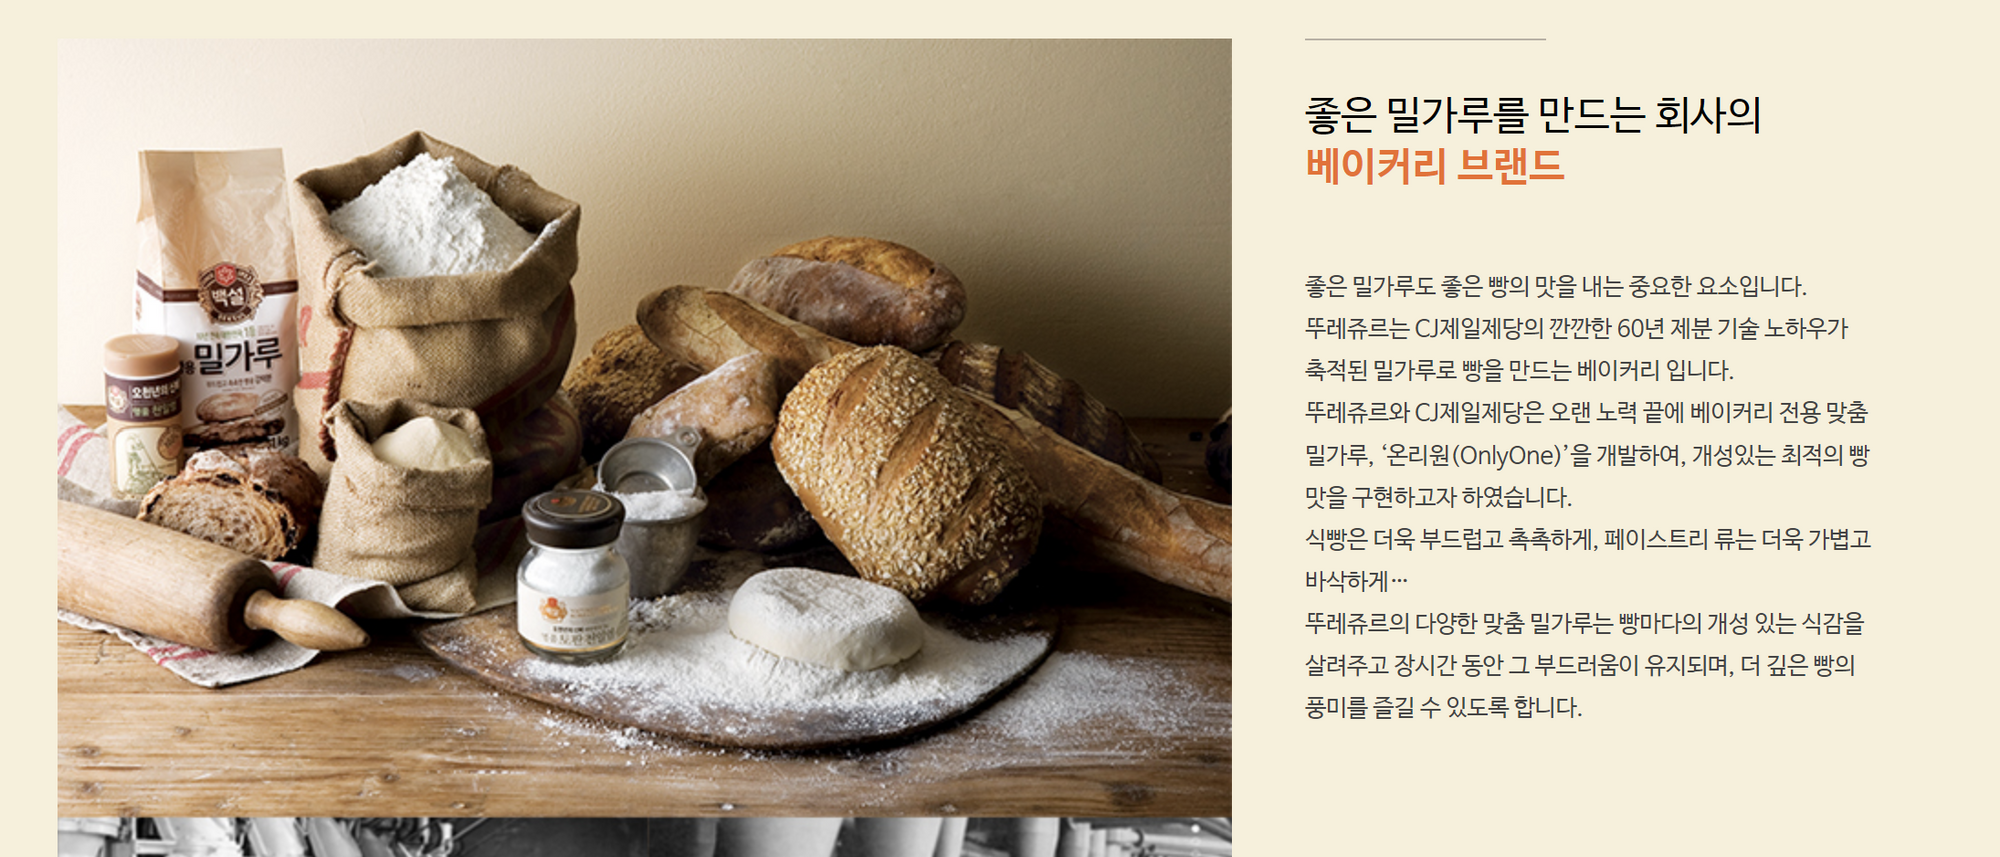 좋은 밀가루를 만드는 회사의
베이커리 브랜드
좋은 밀가루도 좋은 빵의 맛을 내는 중요한 요소입니다.
뚜레쥬르는 CJ제일제당의 깐깐한 60년 제분 기술 노하우가
축적된 밀가루로 빵을 만드는 베이커리 입니다.
뚜레쥬르와 CJ제일제당은 오랜 노력 끝에 베이커리 전용 맞춤
밀가루, ‘온리원(OnlyOne)’을 개발하여, 개성있는 최적의 빵
맛을 구현하고자 하였습니다.
식빵은 더욱 부드럽고 촉촉하게, 페이스트리 류는 더욱 가볍고
바삭하게…
뚜레쥬르의 다양한 맞춤 밀가루는 빵마다의 개성 있는 식감을
살려주고 장시간 동안 그 부드러움이 유지되며, 더 깊은 빵의
풍미를 즐길 수 있도록 합니다.
백설
밀가루
오천년의 신비
명품 천일염